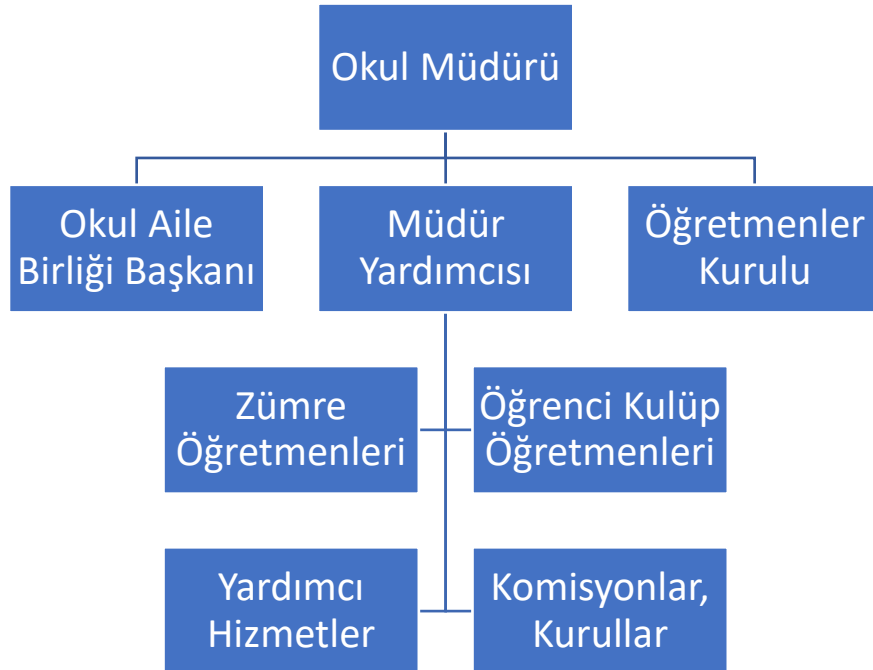 Okul Müdürü
Okul Aile
Birliği Başkanı
Müdür
Yardımcısı
Öğretmenler
Kurulu
Zümre
Öğretmenleri
Öğrenci Kulüp
Öğretmenleri
Yardımcı
Hizmetler
Komisyonlar,
Kurullar